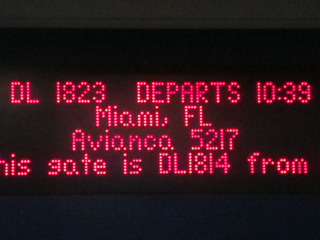 DL 1823 DEPARTS 10:39
Miami, FL
Avianca 5217
his gate is DL1814 from